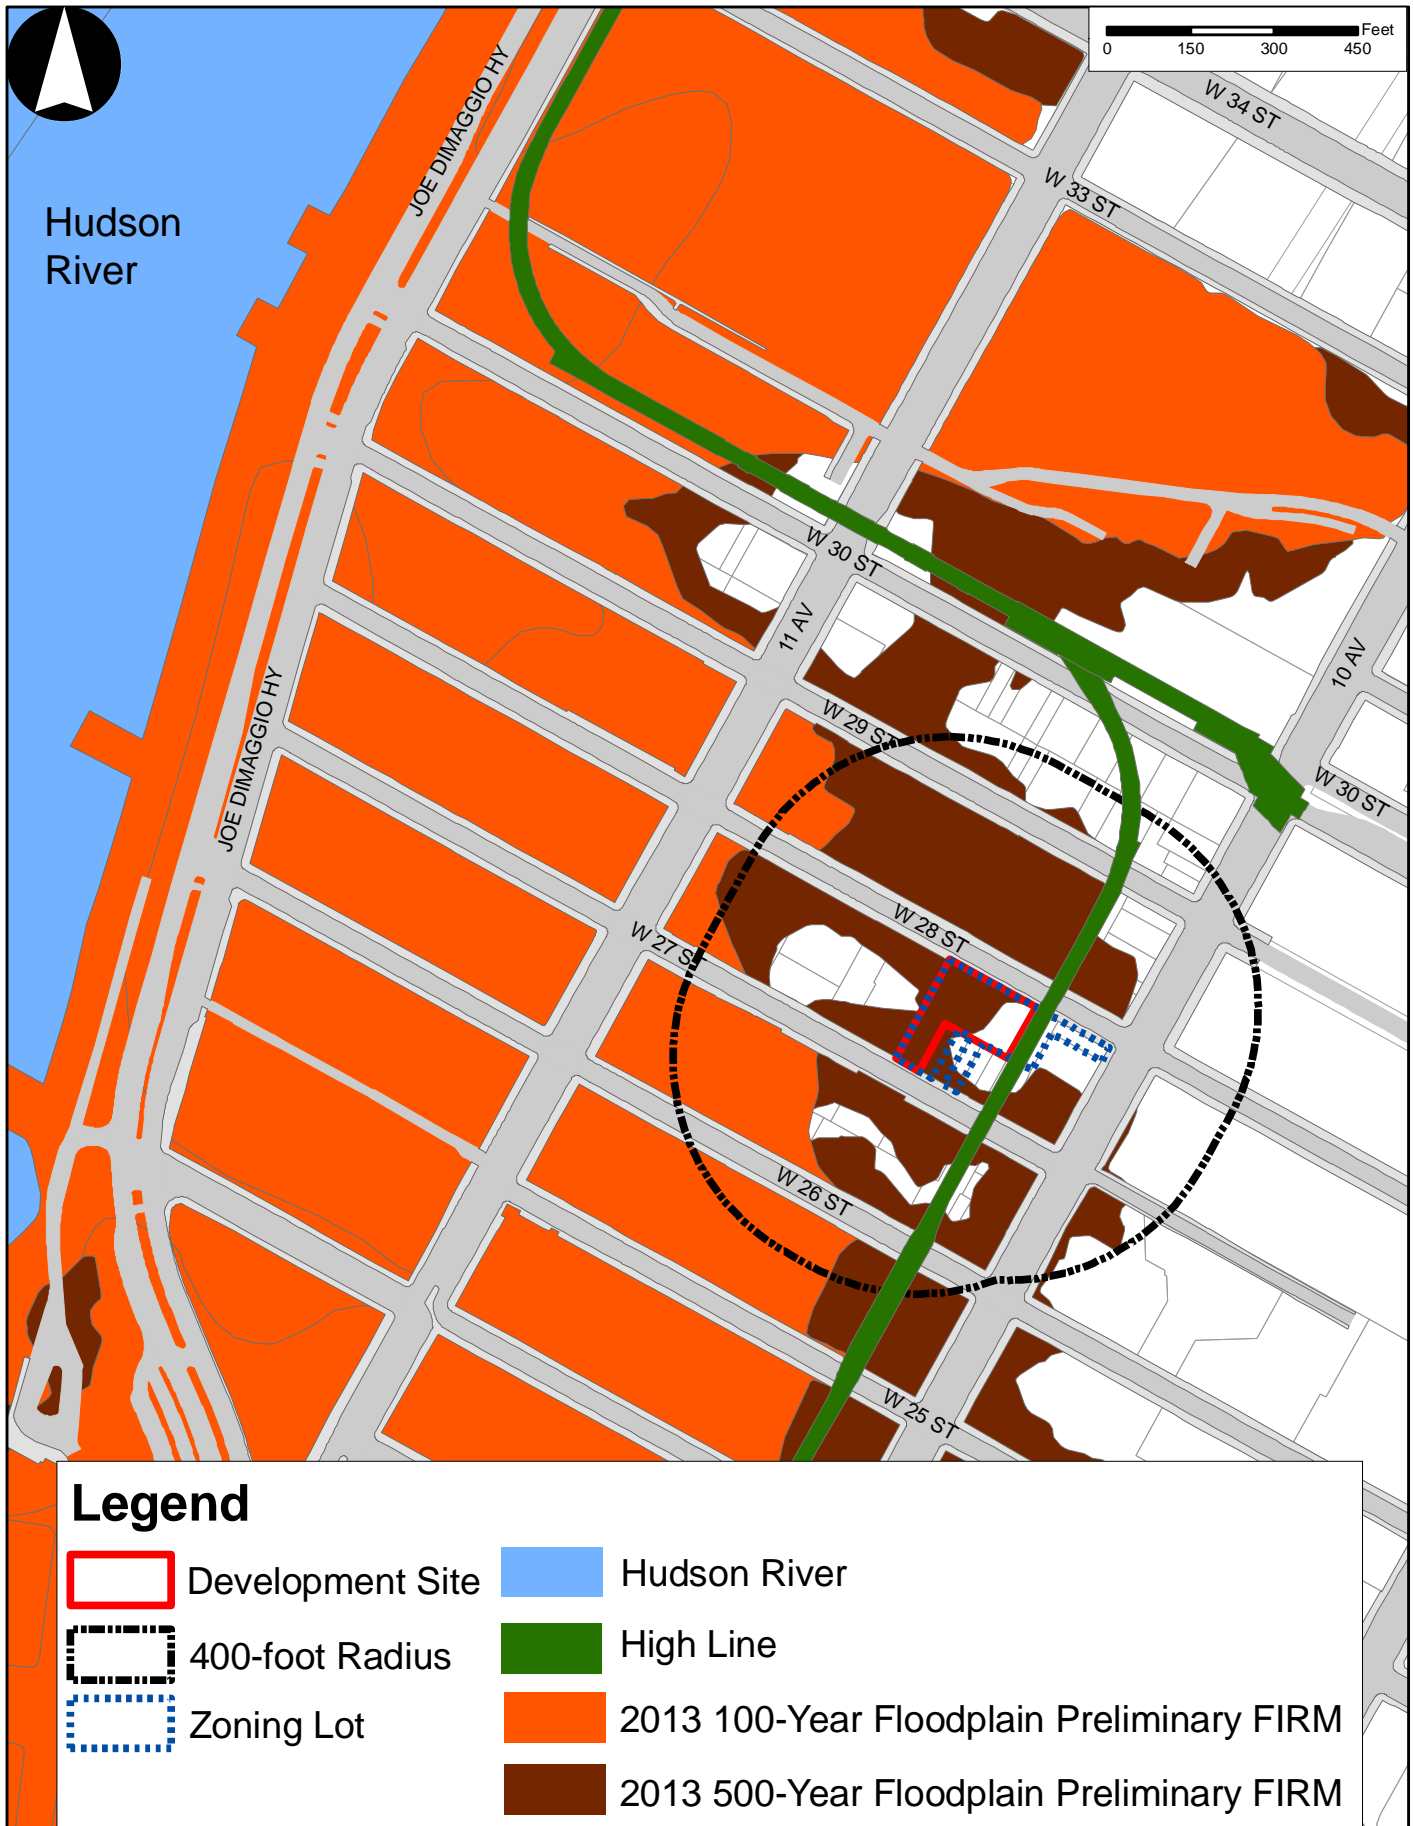 Feet
0 150 300 450
W 34 ST
JOE DIMAGGIO HY
W 33 ST
Hudson
River
W 30 ST
11 AV
10 AV
JOE DIMAGGIO HY
W 29 ST
W 30 ST
W 28 ST
W 27 ST
W 26 ST
W 25 ST
Legend
Development Site
400-foot Radius
Zoning Lot
Hudson River
High Line
2013 100-Year Floodplain Preliminary FIRM
2013 500-Year Floodplain Preliminary FIRM